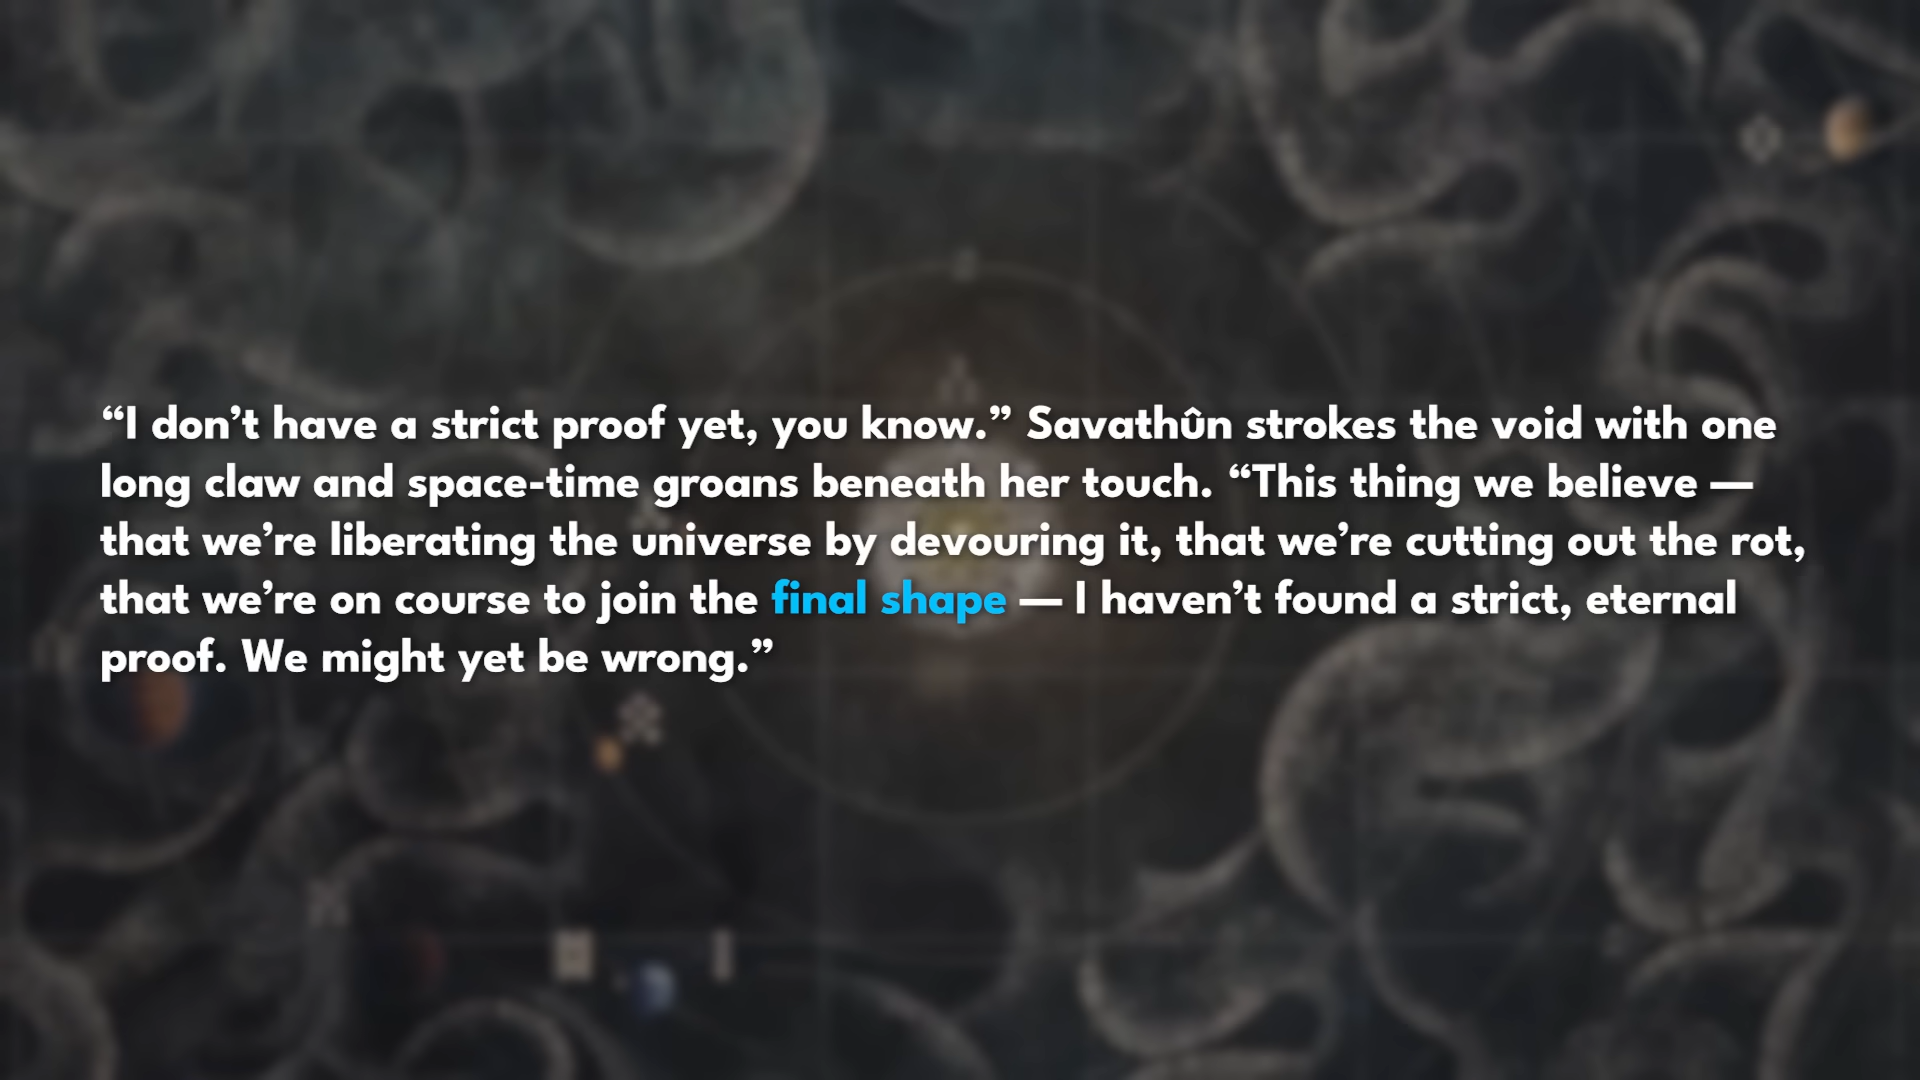 “I don’t have a strict proof yet, you know.” Savathûn strokes the void with one
long claw and space-time groans beneath her touch. “This thing we believe —
that we’re liberating the universe by devouring it, that we’re cutting out the rot,
that we’re on course to join the final shape — I haven’t found a strict, eternal
proof. We might yet be wrong.”